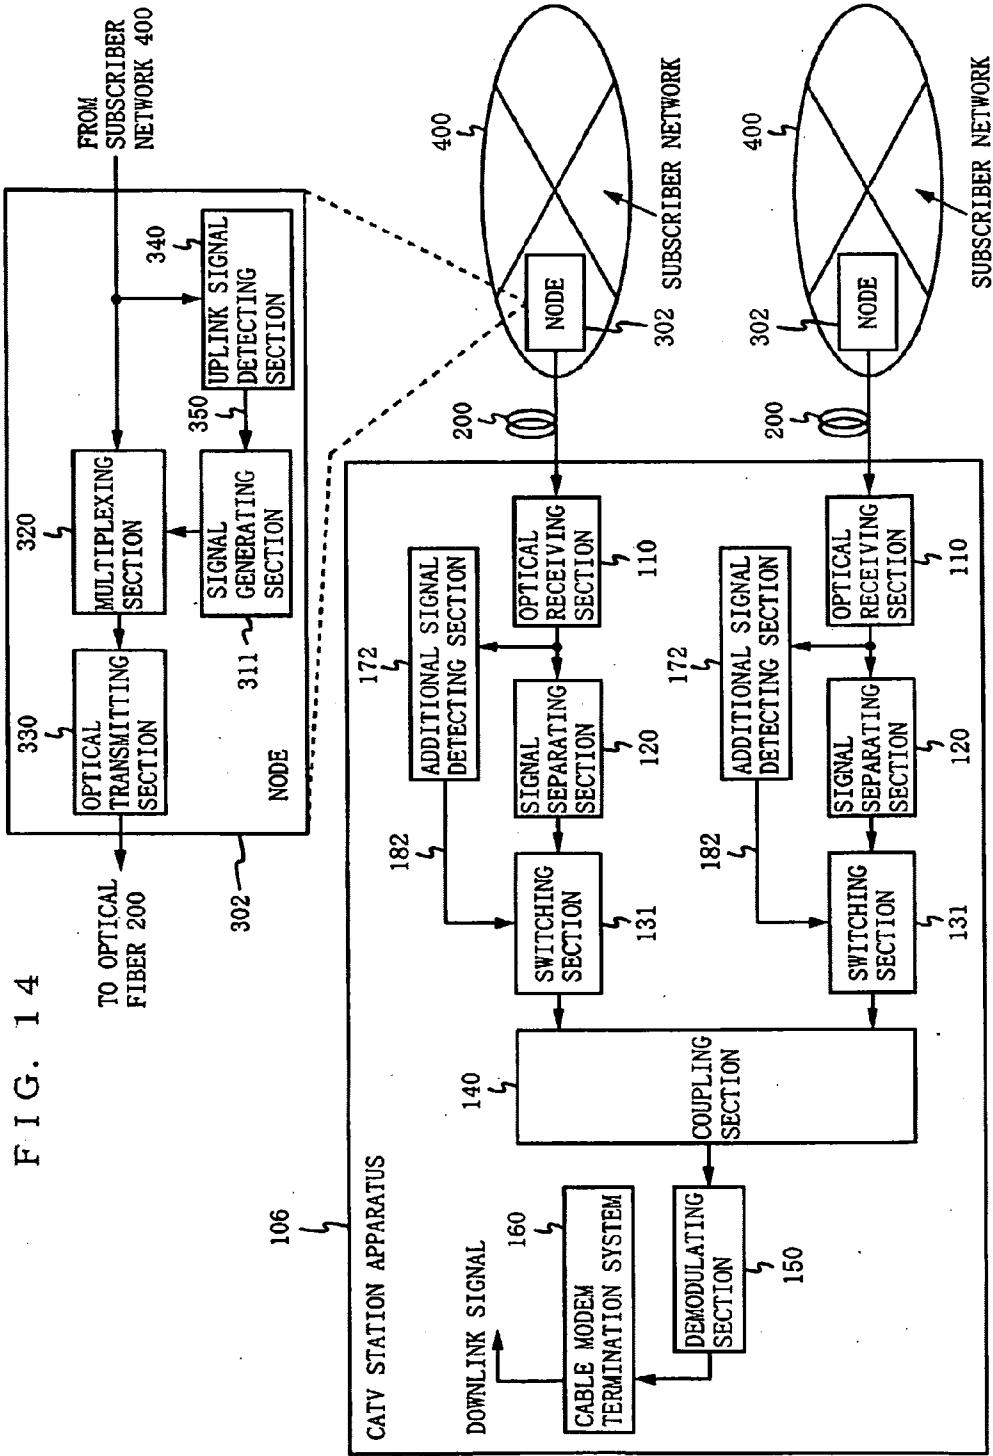 FIG. 14
TO OPTICAL
FIBER 200
302
NODE
330
OPTICAL
TRANSMITTING
SECTION
320
MULTIPLEXING
SECTION
311
SIGNAL
GENERATING
SECTION
350
340
UPLINK SIGNAL
DETECTING
SECTION
FROM
SUBSCRIBER
NETWORK 400
106
CATV STATION APPARATUS
DOWNLINK SIGNAL
160
CABLE MODEM
TERMINATION SYSTEM
DEMODULATING
SECTION
150
140
COUPLING
SECTION
182
SWITCHING
SECTION
131
172
ADDITIONAL SIGNAL
DETECTING SECTION
SIGNAL
SEPARATING
SECTION
120
OPTICAL
RECEIVING
SECTION
110
200
NODE
302
400
SUBSCRIBER NETWORK
182
SWITCHING
SECTION
131
172
ADDITIONAL SIGNAL
DETECTING SECTION
SIGNAL
SEPARATING
SECTION
120
OPTICAL
RECEIVING
SECTION
110
200
302
NODE
400
SUBSCRIBER NETWORK